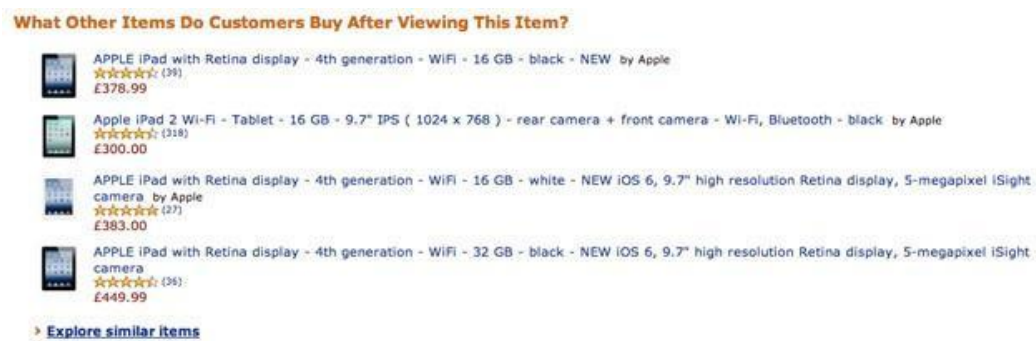 What Other Items Do Customers Buy After Viewing This Item?
APPLE iPad with Retina display - 4th generation - WiFi - 16 GB - black - NEW by Apple
(39)
£378.99
Apple iPad 2 Wi-Fi - Tablet - 16 GB - 9.7" IPS ( 1024 x 768 ) - rear camera + front camera - Wi-Fi, Bluetooth - black by Apple
(318)
£300.00
APPLE iPad with Retina display - 4th generation - WiFi - 16 GB - white - NEW iOS 6, 9.7" high resolution Retina display, 5-megapixel iSight
camera by Apple
(27)
£383.00
APPLE iPad with Retina display - 4th generation - WiFi - 32 GB - black - NEW iOS 6, 9.7" high resolution Retina display, 5-megapixel iSight
camera
(36)
£449.99
› Explore similar items